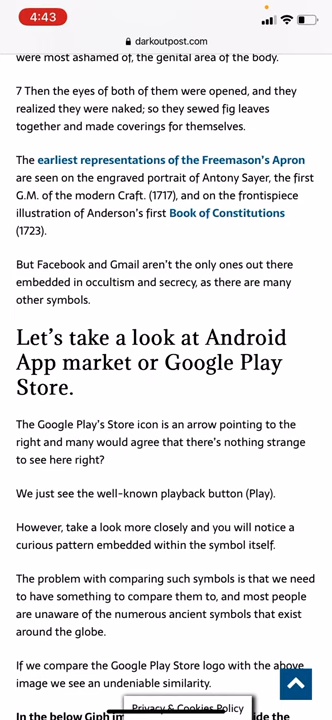 4:43
darkoutpost.com
were most ashamed of, the genital area of the body.
7 Then the eyes of both of them were opened, and they
realized they were naked; so they sewed fig leaves
together and made coverings for themselves.
The earliest representations of the Freemason's Apron
are seen on the engraved portrait of Antony Sayer, the first
G.M. of the modern Craft. (1717), and on the frontispiece
illustration of Anderson's first Book of Constitutions
(1723).
But Facebook and Gmail aren't the only ones out there
embedded in occultism and secrecy, as there are many
other symbols.
Let's take a look at Android
App market or Google Play
Store.
The Google Play's Store icon is an arrow pointing to the
right and many would agree that there's nothing strange
to see here right?
We just see the well-known playback button (Play).
However, take a look more closely and you will notice a
curious pattern embedded within the symbol itself.
The problem with comparing such symbols is that we need
to have something to compare them to, and most people
are unaware of the numerous ancient symbols that exist
around the globe.
If we compare the Google Play Store logo with the above
image we see an undeniable similarity.
Privacy & Cookies Policy
In the below Giph the